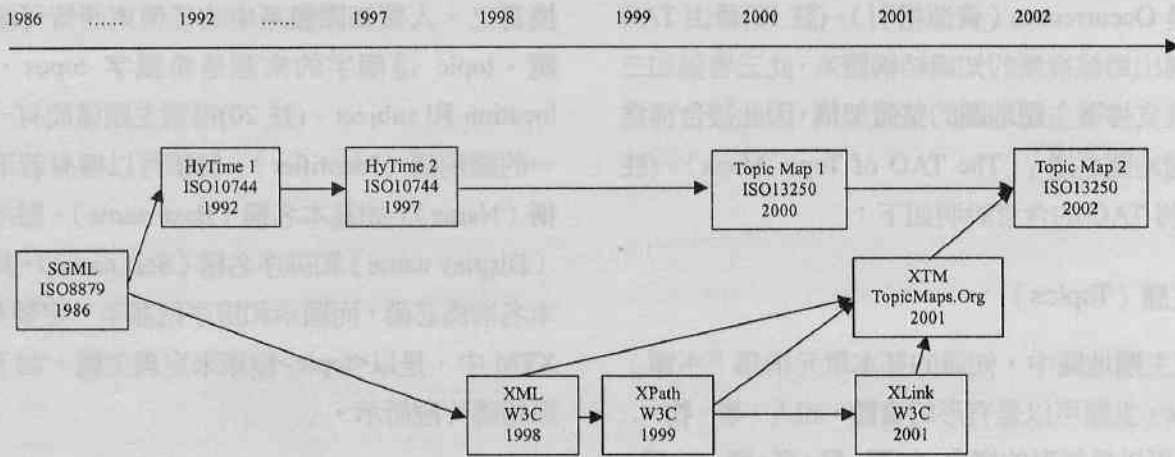 1986 ...... 1992 ........ 1997 1998 1999 2000 2001 2002
HyTime 1
ISO10744
1992
HyTime 2
ISO10744
1997
Topic Map 1
ISO13250
2000
Topic Map 2
ISO13250
2002
SGML
ISO8879
1986
XTM
TopicMaps.Org
2001
XML
W3C
1998
XPath
W3C
1999
XLink
W3C
2001